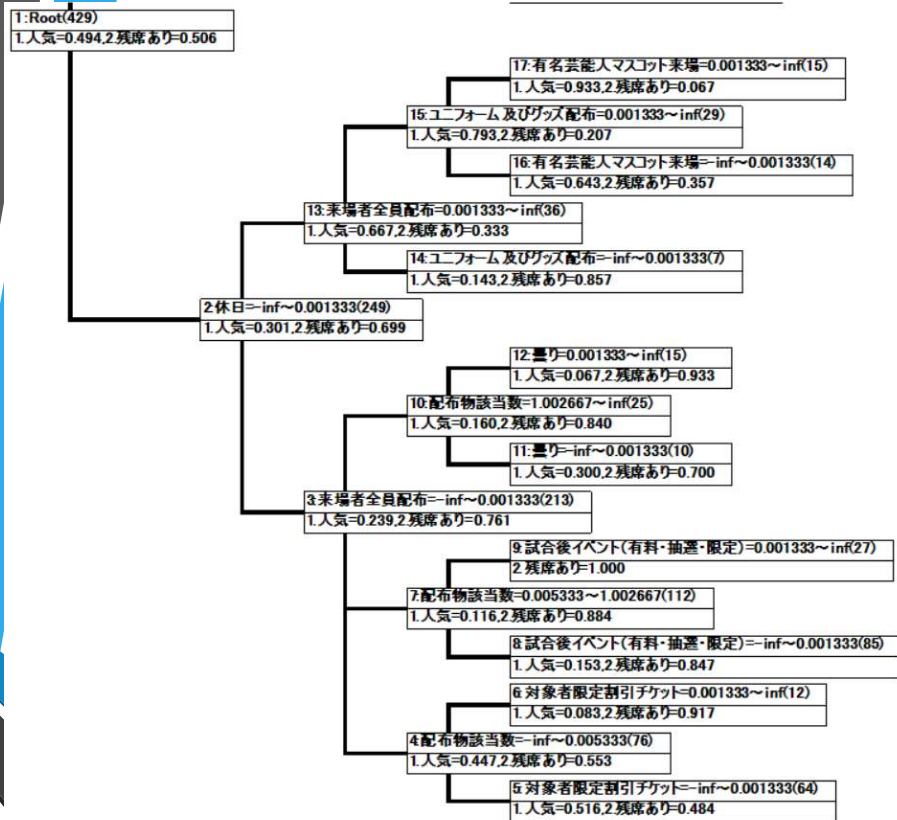 1:Root(429)
1.人気=0.494,2.残席あり=0.506
17:有名芸能人マスコット来場=0.001333～inf(15)
1.人気=0.933,2.残席あり=0.067
15:ユニフォーム及びグッズ配布=0.001333～inf(29)
1.人気=0.793,2.残席あり=0.207
16:有名芸能人マスコット来場=-inf～0.001333(14)
1.人気=0.643,2.残席あり=0.357
13:来場者全員配布=0.001333～inf(36)
1.人気=0.667,2.残席あり=0.333
14:ユニフォーム及びグッズ配布=-inf～0.001333(7)
1.人気=0.143,2.残席あり=0.857
2:休日=-inf～0.001333(249)
1.人気=0.301,2.残席あり=0.699
12:曇り=0.001333～inf(15)
1.人気=0.067,2.残席あり=0.933
10:配布物該当数=1.002667～inf(25)
1.人気=0.160,2.残席あり=0.840
11:曇り=-inf～0.001333(10)
1.人気=0.300,2.残席あり=0.700
3:来場者全員配布=-inf～0.001333(213)
1.人気=0.239,2.残席あり=0.761
9:試合後イベント(有料・抽選・限定)=0.001333～inf(27)
2.残席あり=1.000
7:配布物該当数=0.005333～1.002667(112)
1.人気=0.116,2.残席あり=0.884
8:試合後イベント(有料・抽選・限定)=-inf～0.001333(85)
1.人気=0.153,2.残席あり=0.847
6:対象者限定割引チケット=0.001333～inf(12)
1.人気=0.083,2.残席あり=0.917
4:配布物該当数=-inf～0.005333(76)
1.人気=0.447,2.残席あり=0.553
5:対象者限定割引チケット=-inf～0.001333(64)
1.人気=0.516,2.残席あり=0.484